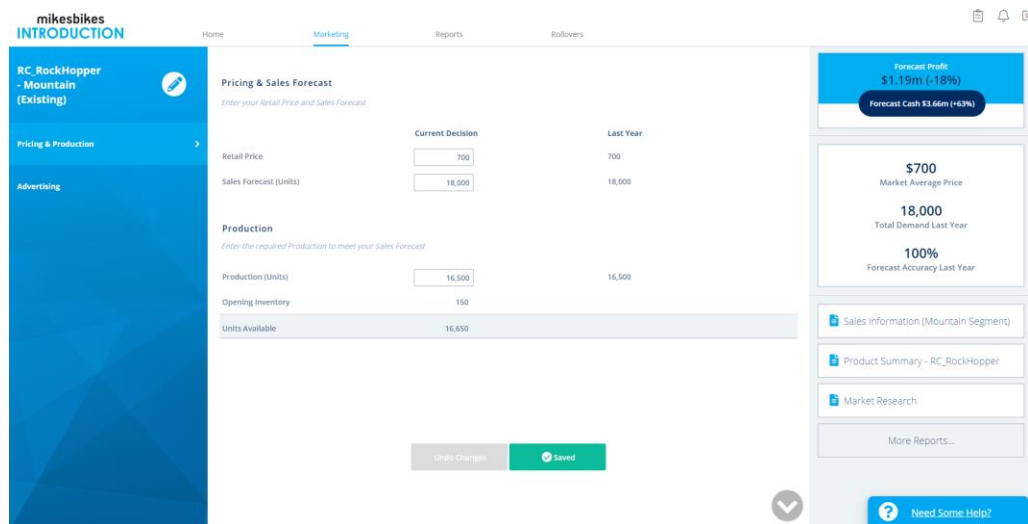 mikesbikes
INTRODUCTION
Home
Marketing
Reports
Rollovers
RC_RockHopper
- Mountain
(Existing)
Pricing & Production
Advertising
Pricing & Sales Forecast
Enter your Retail Price and Sales Forecast
Current Decision
Last Year
Retail Price
700
700
Sales Forecast (Units)
18,000
18,000
Production
Enter the required Production to meet your Sales Forecast
Production (Units)
16,500
16,500
Opening Inventory
150
Units Available
16,650
Undo Changes
Saved
Forecast Profit
$1.19m (-18%)
Forecast Cash $3.66m (+63%)
$700
Market Average Price
18,000
Total Demand Last Year
100%
Forecast Accuracy Last Year
Sales Information (Mountain Segment)
Product Summary - RC_RockHopper
Market Research
More Reports...
? Need Some Help?